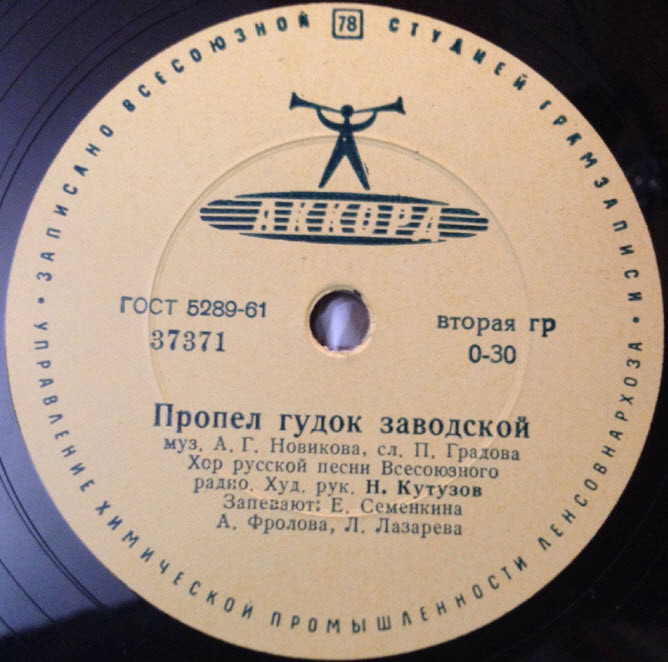 • ЗАПИСАНО ВСЕСОЮЗНОЙ 78 СТУДИЕЙ ГРАМЗАПИСИ •
АККОРД
ГОСТ 5289-61
37371
вторая гр
0-30
Пропел гудок заводской
муз. А. Г. Новикова, сл. П. Градова
Хор русской песни Всесоюзного
радио. Худ. рук. Н. Кутузов
Запевают: Е. Семенкина
А. Фролова, Л. Лазарева
УПРАВЛЕНИЕ ХИМИЧЕСКОЙ ПРОМЫШЛЕННОСТИ ЛЕНСОВНАРХОЗА